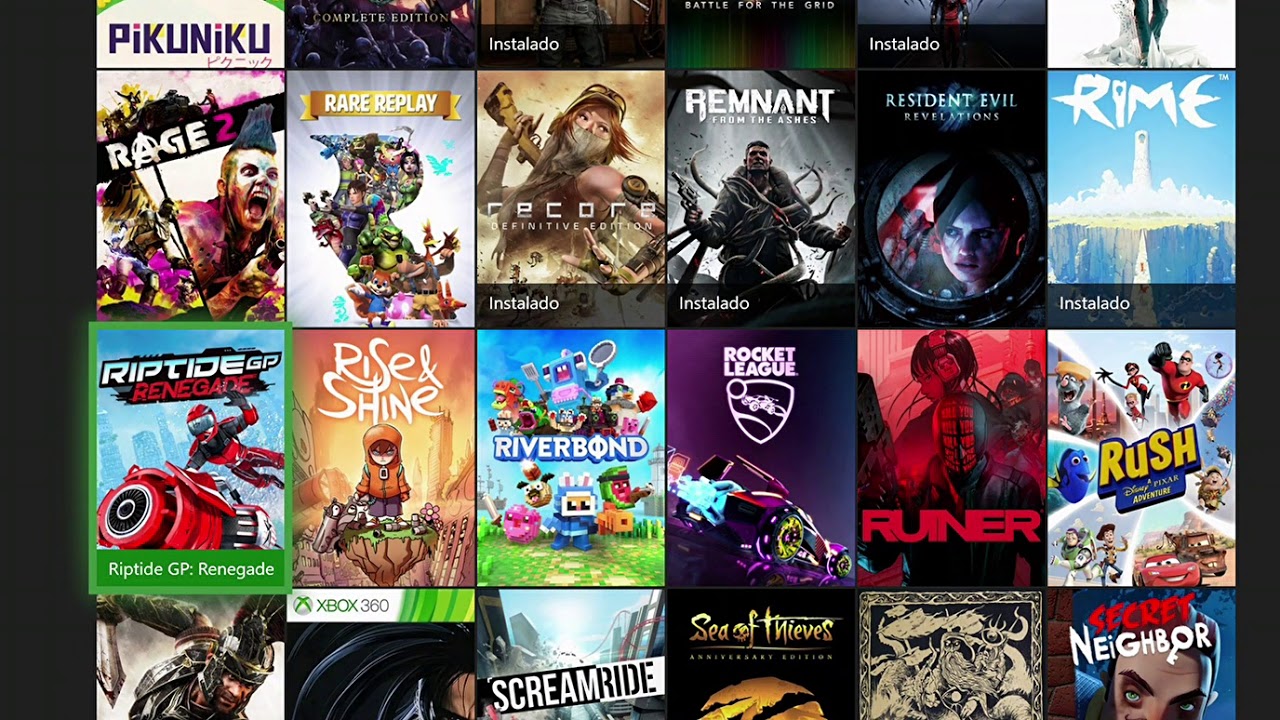 PiKUNiKU
ピクニック
COMPLETE EDITION
Instalado
BATTLE FOR THE GRID
Instalado
RAGE 2
RARE REPLAY
recore
DEFINITIVE EDITION
Instalado
REMNANT
FROM THE ASHES
Instalado
RESIDENT EVIL
REVELATIONS
RiME™
Instalado
RIPTIDE GP
RENEGADE
Riptide GP: Renegade
RiSE &
SHINE
RIVERBOND
ROCKET
LEAGUE
KILL YOU
RUINER
RUSH
A Disney PIXAR
ADVENTURE
XBOX 360
SCREAMRIDE
Sea of Thieves
ANNIVERSARY EDITION
SECRET
NEiGHBOR